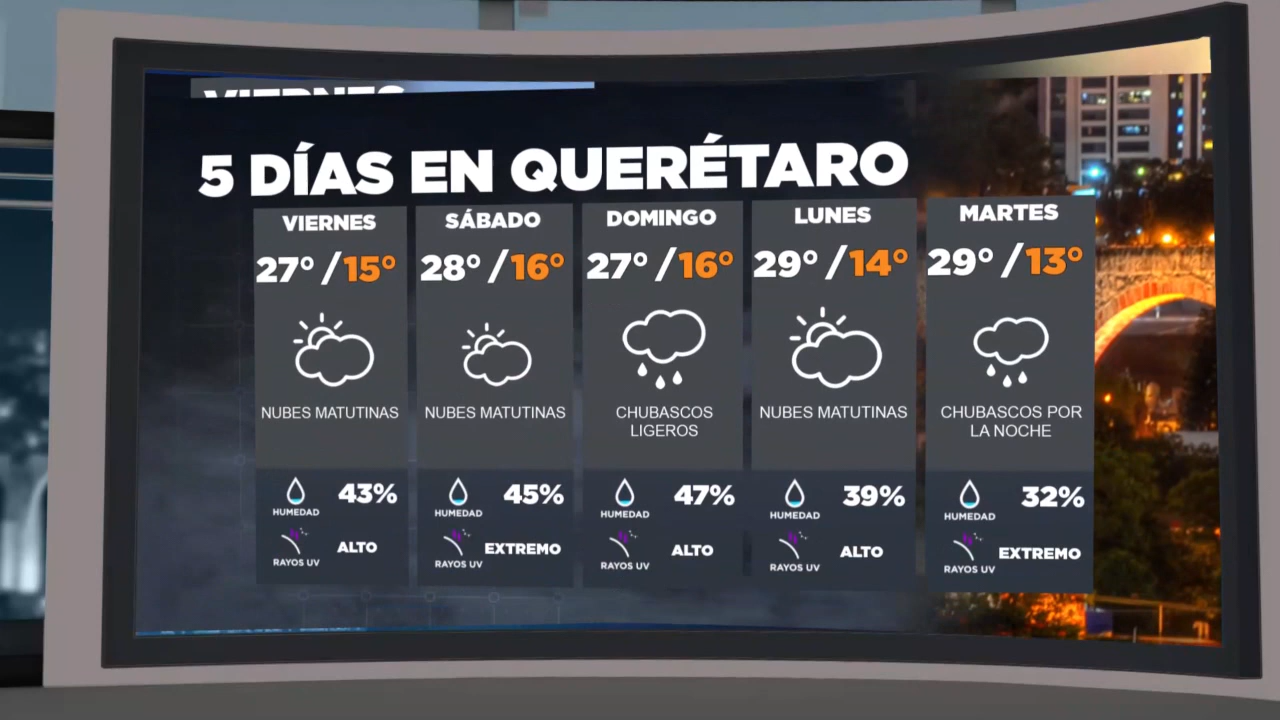 VIERNES
5 DÍAS EN QUERÉTARO
VIERNES
27° / 15°
NUBES MATUTINAS
HUMEDAD 43%
RAYOS UV ALTO
SÁBADO
28° / 16°
NUBES MATUTINAS
HUMEDAD 45%
RAYOS UV EXTREMO
DOMINGO
27° / 16°
CHUBASCOS
LIGEROS
HUMEDAD 47%
RAYOS UV ALTO
LUNES
29° / 14°
NUBES MATUTINAS
HUMEDAD 39%
RAYOS UV ALTO
MARTES
29° / 13°
CHUBASCOS POR
LA NOCHE
HUMEDAD 32%
RAYOS UV EXTREMO